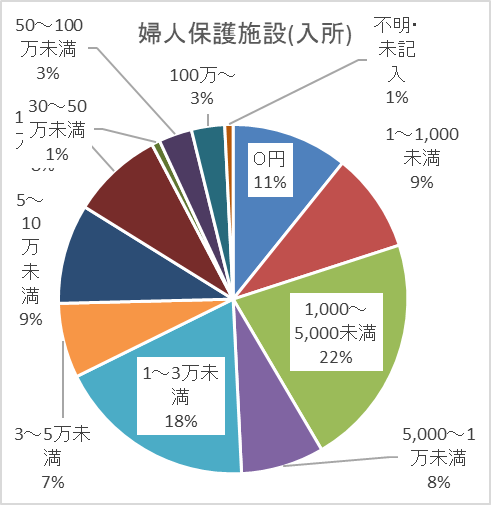 婦人保護施設(入所)
0円
11%
1～1,000
未満
9%
1,000～
5,000未満
22%
5,000～1
万未満
8%
1～3万未
満
18%
3～5万未
満
7%
5～
10
万
未
満
9%
1
30～50
万未満
1%
50～100
万未満
3%
100万～
3%
不明・
未記
入
1%